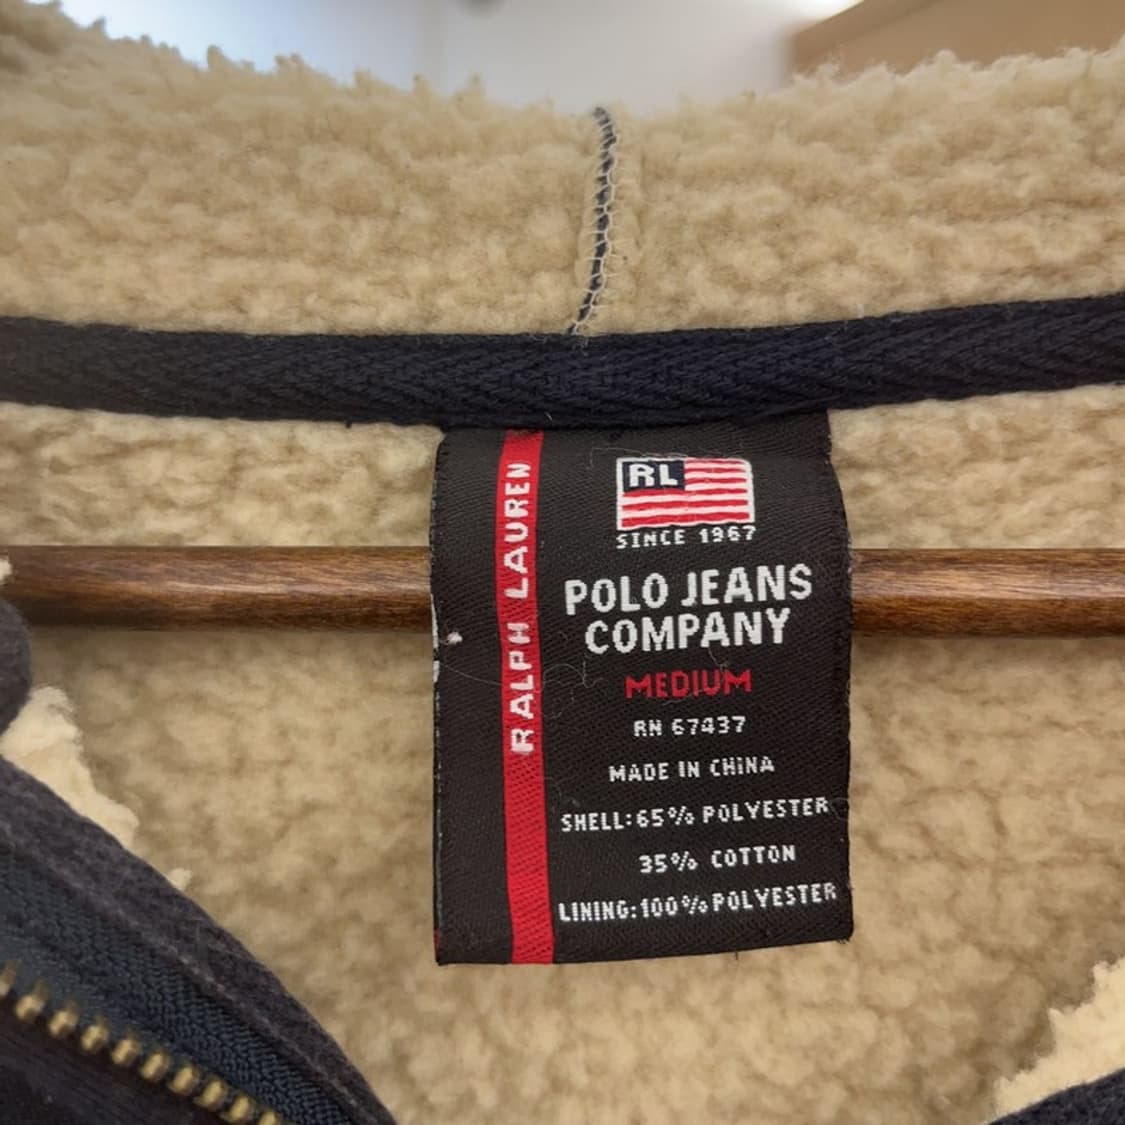 RALPH LAUREN
RL
SINCE 1967
POLO JEANS
COMPANY
MEDIUM
RN 67437
MADE IN CHINA
SHELL:65% POLYESTER
35% COTTON
LINING:100%POLYESTER